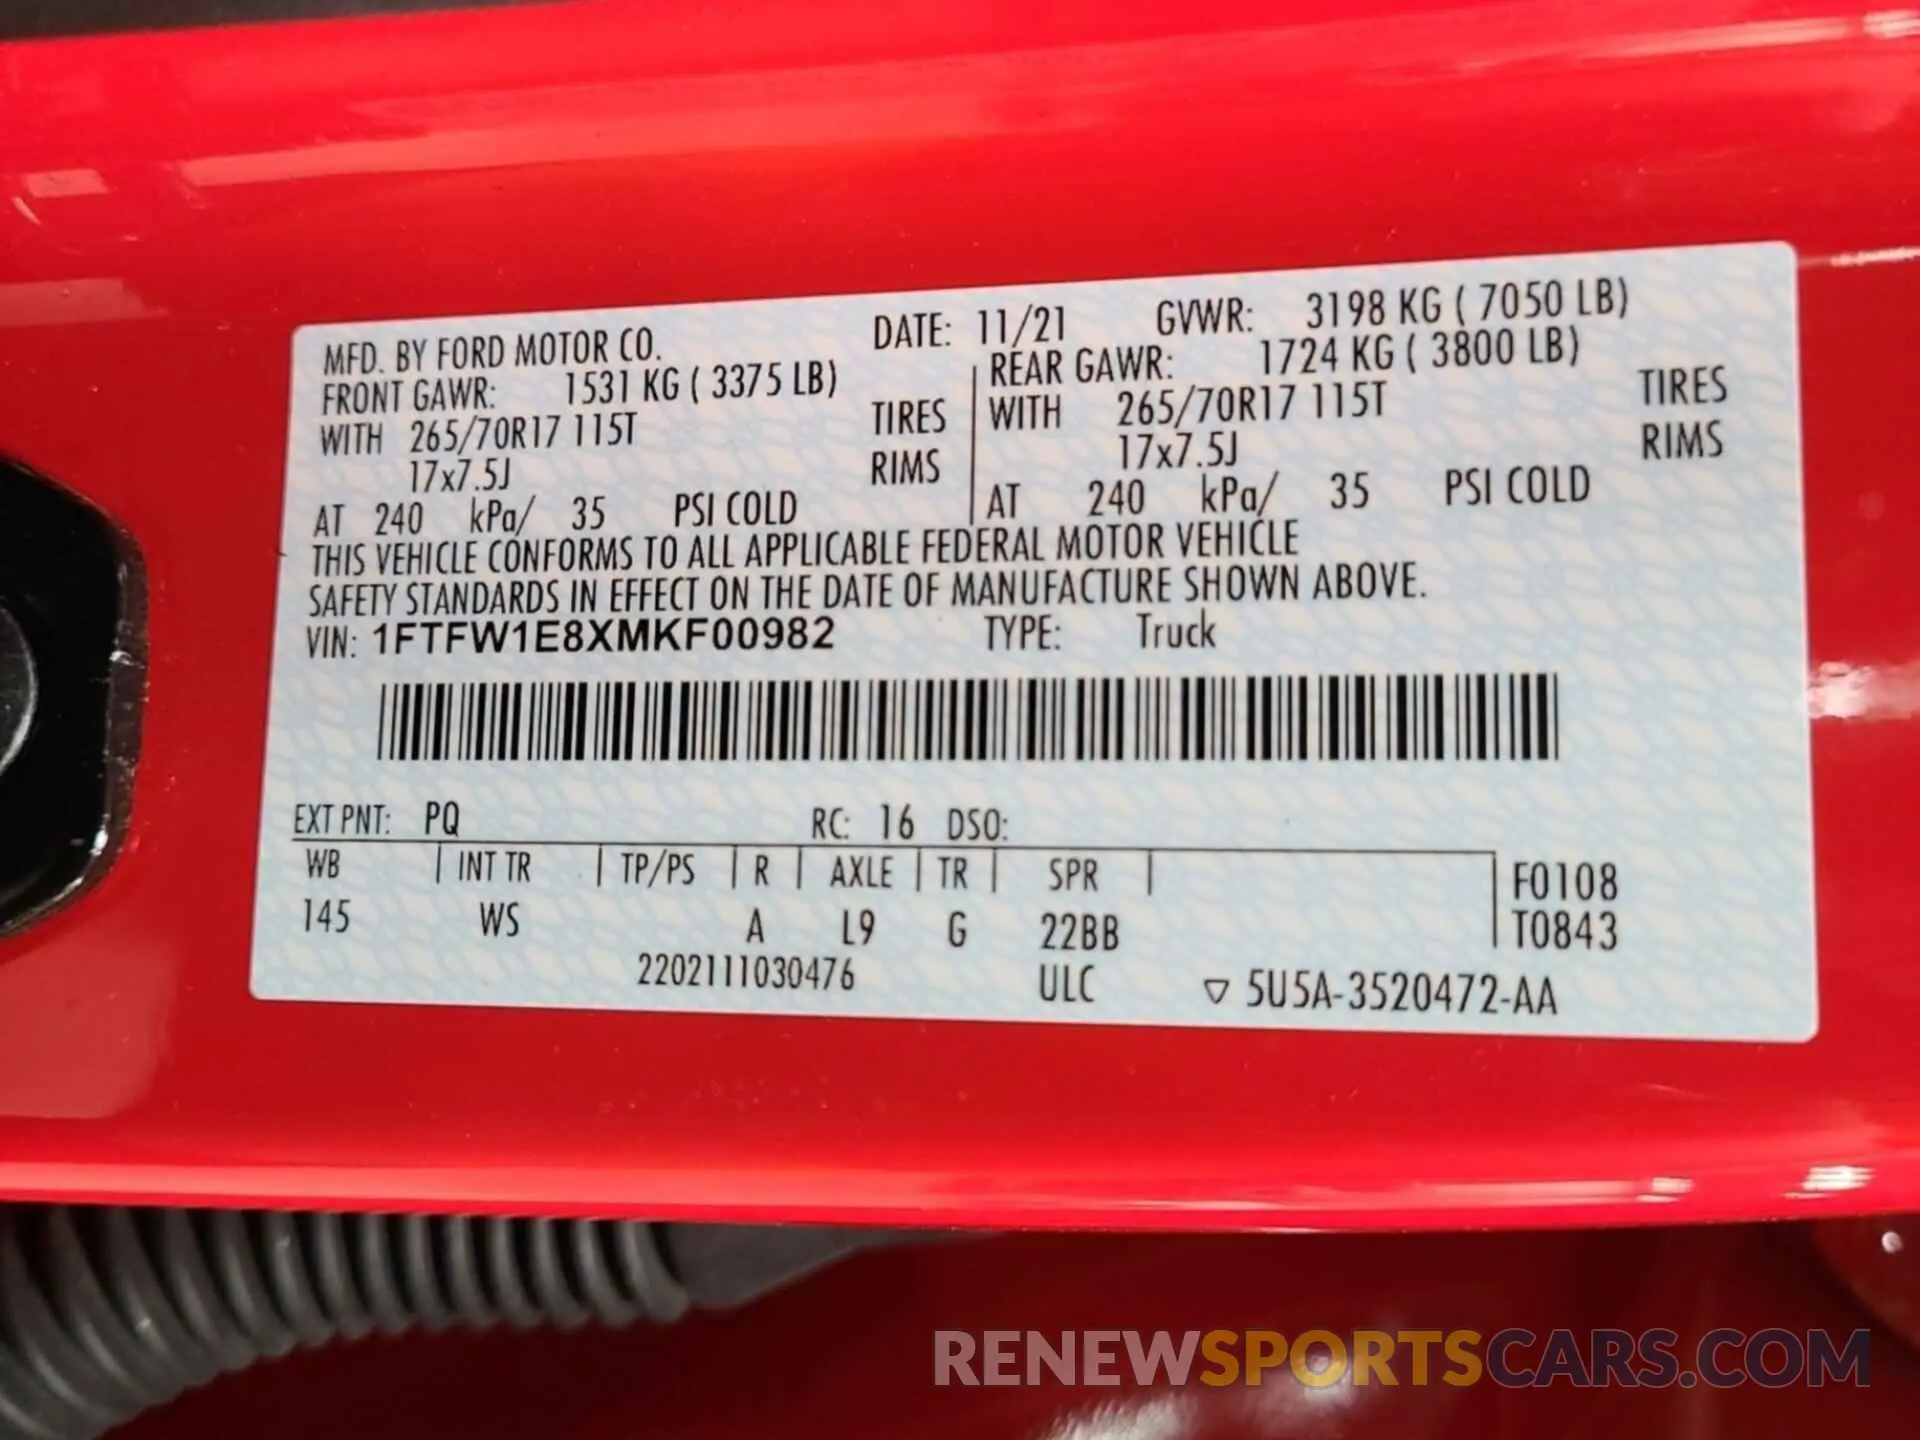 MFD. BY FORD MOTOR CO. DATE: 11/21 GVWR: 3198 KG ( 7050 LB)
FRONT GAWR: 1531 KG ( 3375 LB) REAR GAWR: 1724 KG ( 3800 LB)
WITH 265/70R17 115T TIRES WITH 265/70R17 115T TIRES
17x7.5J RIMS 17x7.5J RIMS
AT 240 kPa/ 35 PSI COLD AT 240 kPa/ 35 PSI COLD
THIS VEHICLE CONFORMS TO ALL APPLICABLE FEDERAL MOTOR VEHICLE
SAFETY STANDARDS IN EFFECT ON THE DATE OF MANUFACTURE SHOWN ABOVE.
VIN: 1FTFW1E8XMKF00982 TYPE: Truck
EXT PNT: PQ RC: 16 DSO:
WB INT TR TP/PS R AXLE TR SPR F0108
145 WS A L9 G 22BB T0843
2202111030476 ULC ▽ 5U5A-3520472-AA
RENEWSPORTSCARS.COM